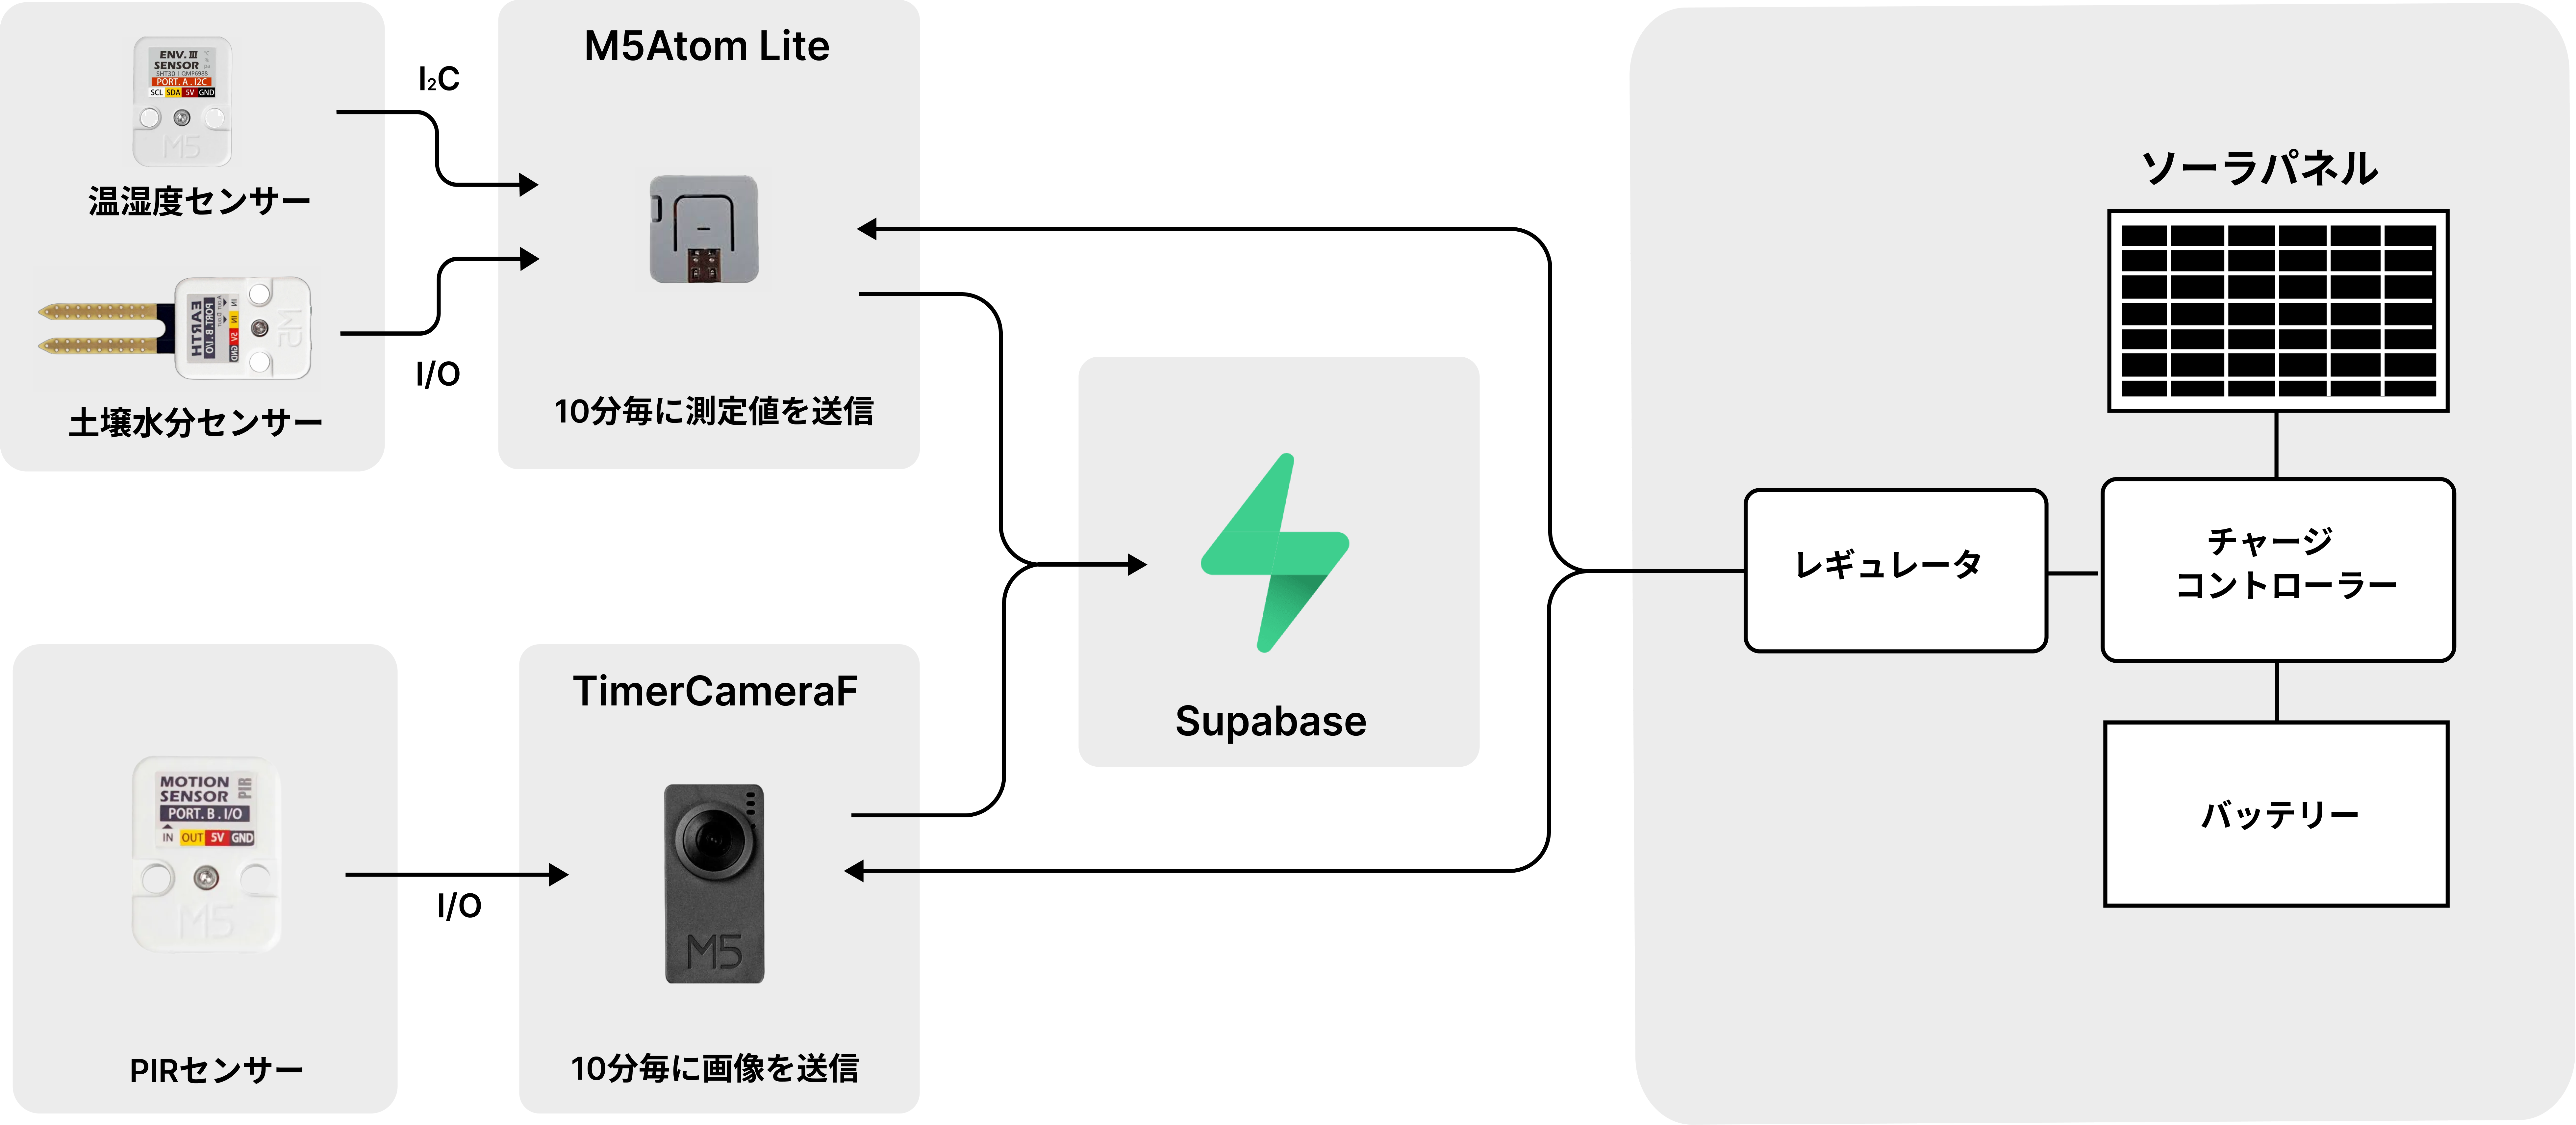 ENV.Ⅲ
SENSOR
SHT30 | QMP6988
PORT.A.I2C
SCL SDA 5V GND
M5
温湿度センサー
I₂C
EARTH
PORT.B.I/O
IN
IN 5V GND
M5
土壌水分センサー
I/O
M5Atom Lite
10分毎に測定値を送信
MOTION
SENSOR
PIR
PORT.B.I/O
IN OUT 5V GND
M5
PIRセンサー
I/O
TimerCameraF
M5
10分毎に画像を送信
Supabase
ソーラパネル
レギュレータ
チャージ
コントローラー
バッテリー